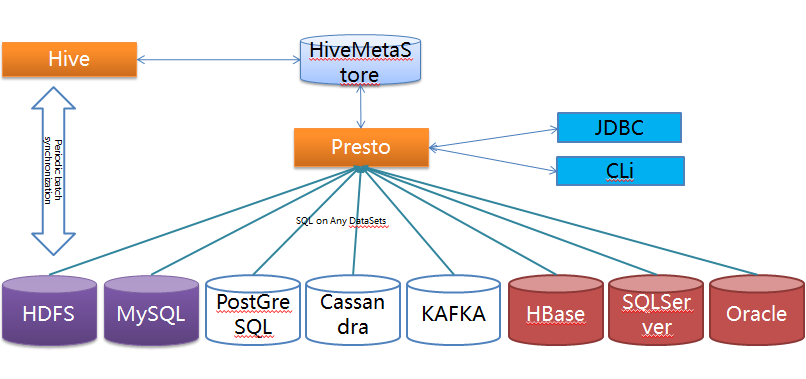 Hive
HiveMetaS
tore
Presto
JDBC
CLi
Periodic batch
synchronization
SQL on Any DataSets
HDFS
MySQL
PostGre
SQL
Cassan
dra
KAFKA
HBase
SQLSer
ver
Oracle